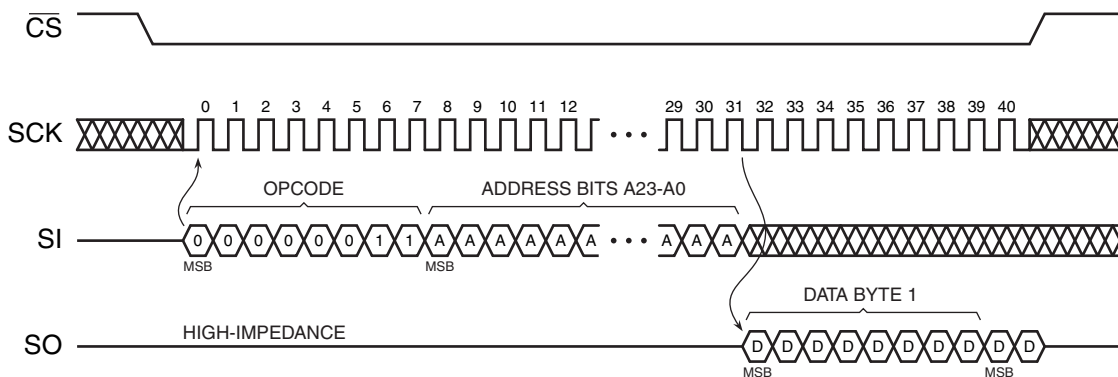 CS
0 1 2 3 4 5 6 7 8 9 10 11 12 29 30 31 32 33 34 35 36 37 38 39 40
SCK
OPCODE ADDRESS BITS A23-A0
SI 0 0 0 0 0 0 1 1 A A A A A A A A A
MSB MSB
DATA BYTE 1
HIGH-IMPEDANCE
SO D D D D D D D D D D
MSB MSB